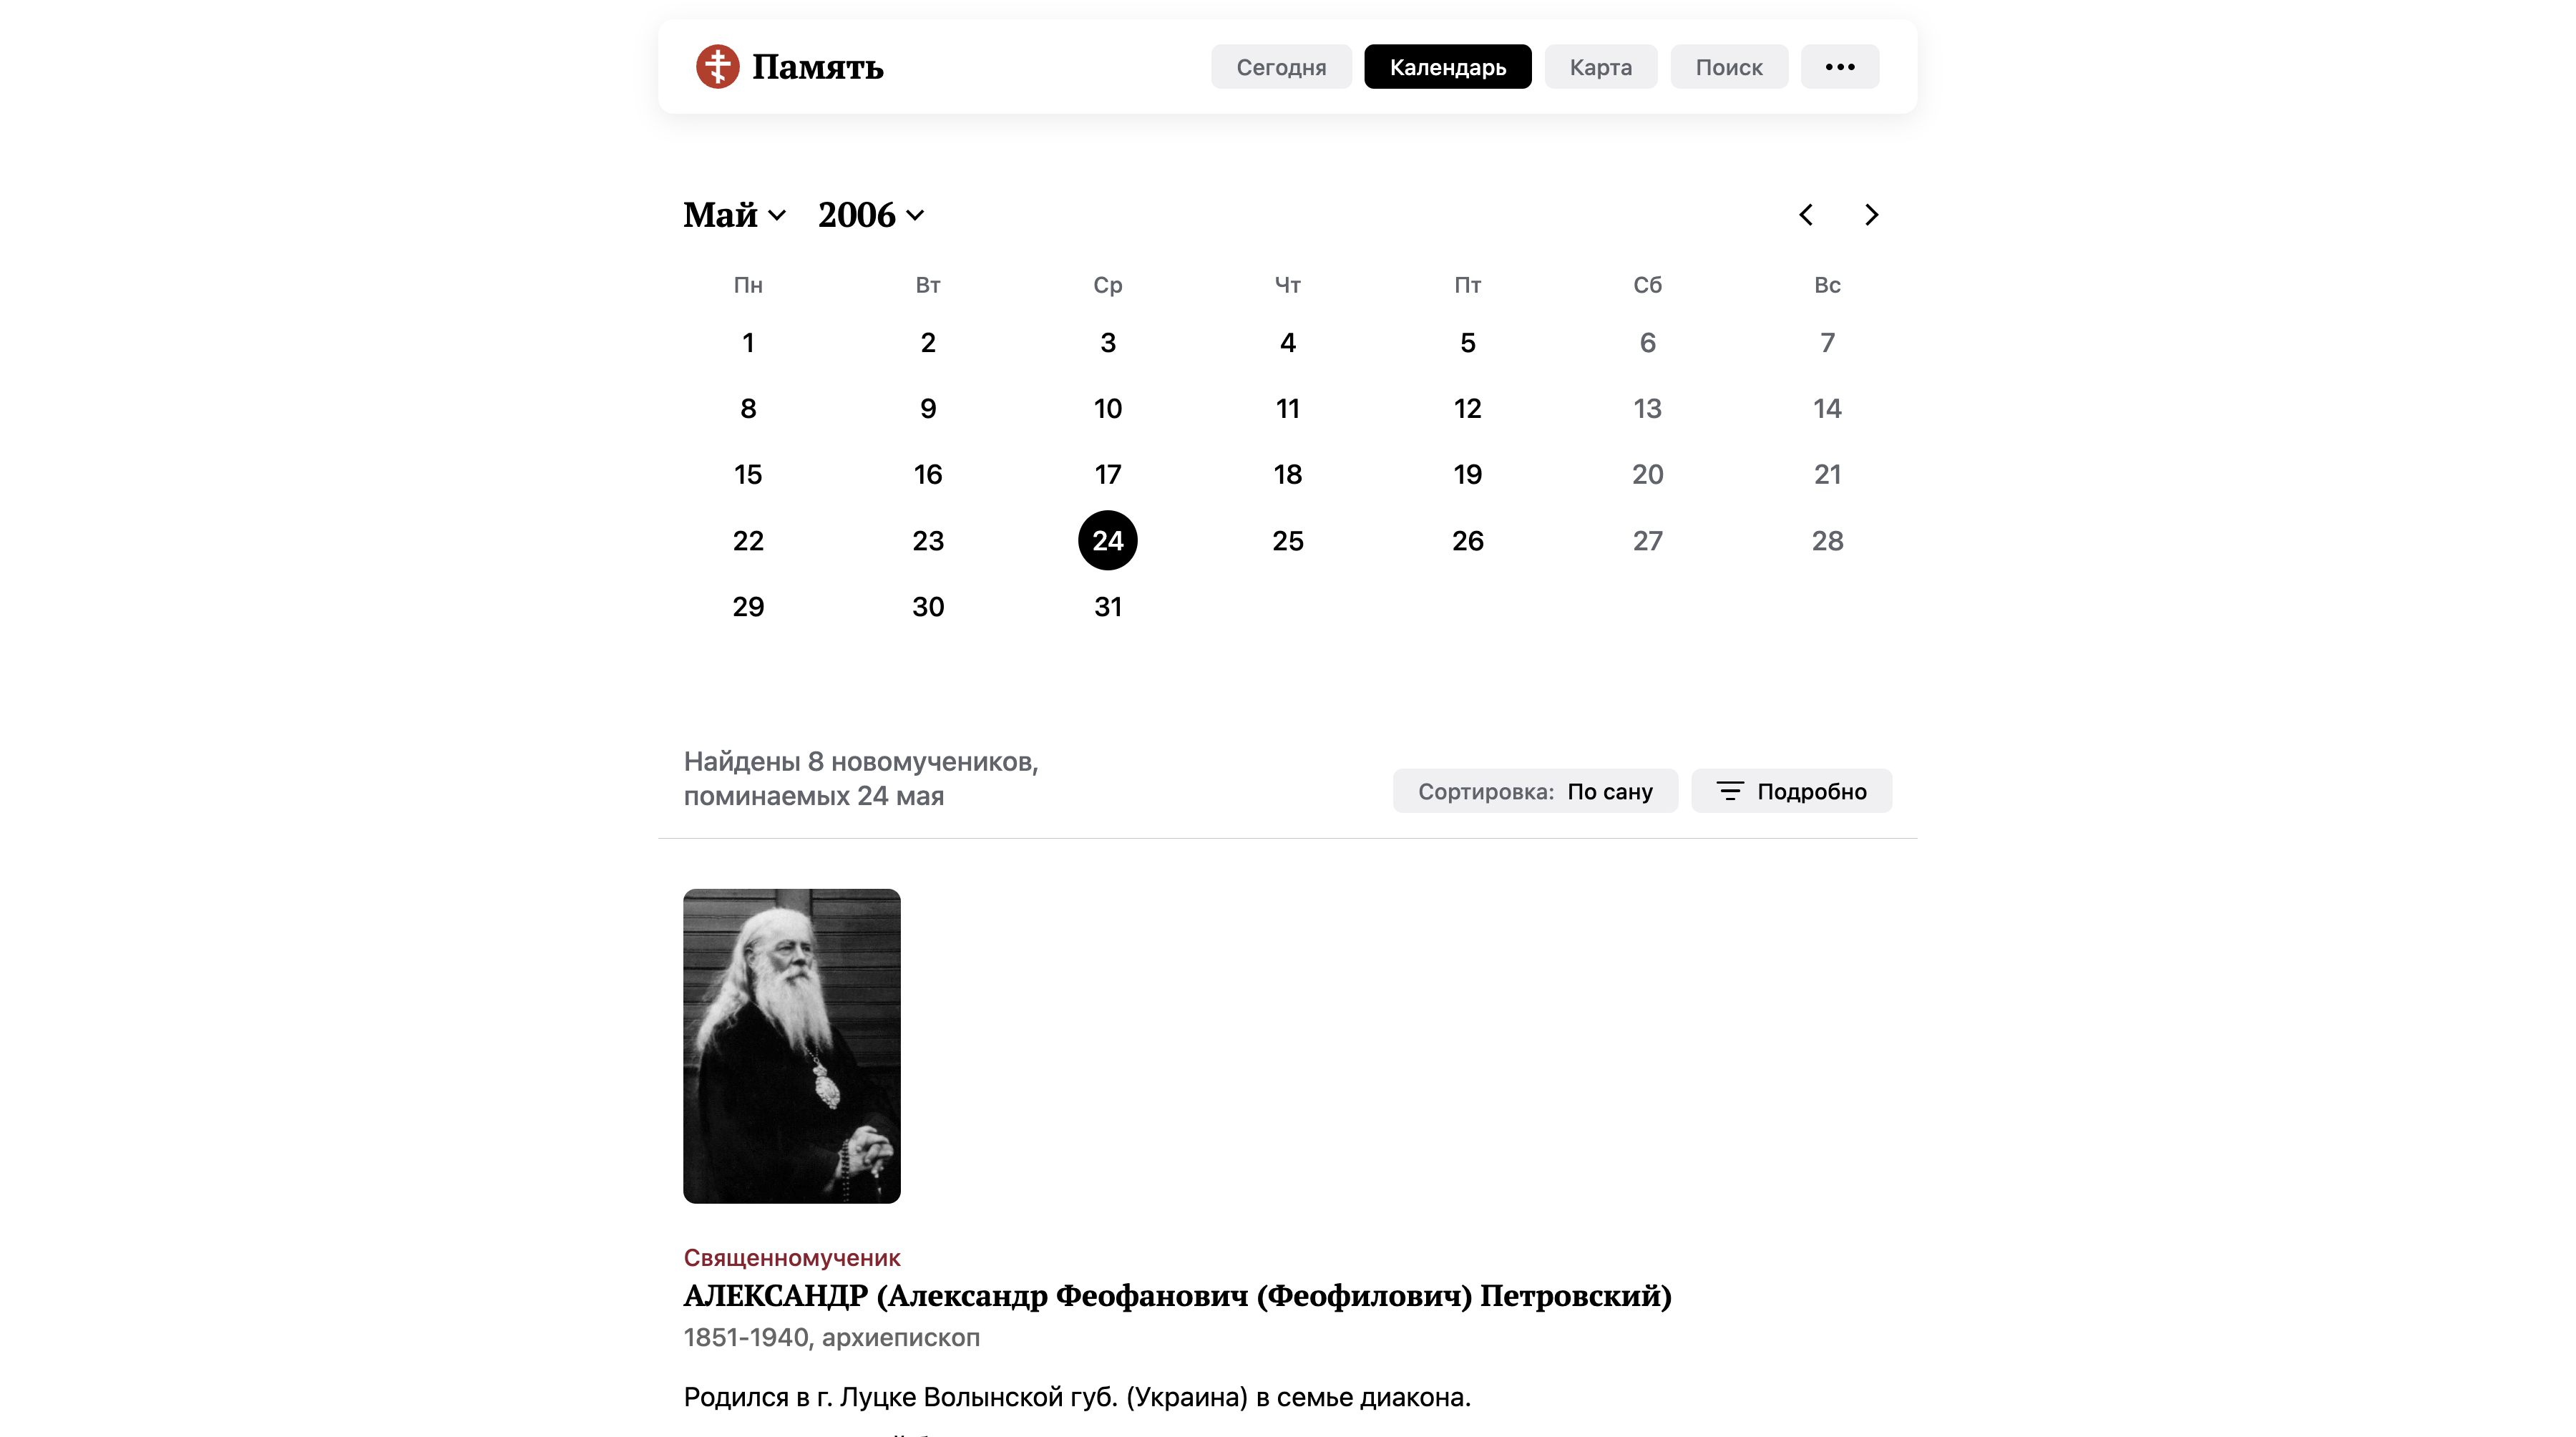 Память
Сегодня Календарь Карта Поиск •••
Май 2006
Пн Вт Ср Чт Пт Сб Вс
1 2 3 4 5 6 7
8 9 10 11 12 13 14
15 16 17 18 19 20 21
22 23 24 25 26 27 28
29 30 31
Найдены 8 новомучеников,
поминаемых 24 мая
Сортировка: По сану Подробно
Священномученик
АЛЕКСАНДР (Александр Феофанович (Феофилович) Петровский)
1851-1940, архиепископ
Родился в г. Луцке Волынской губ. (Украина) в семье диакона.